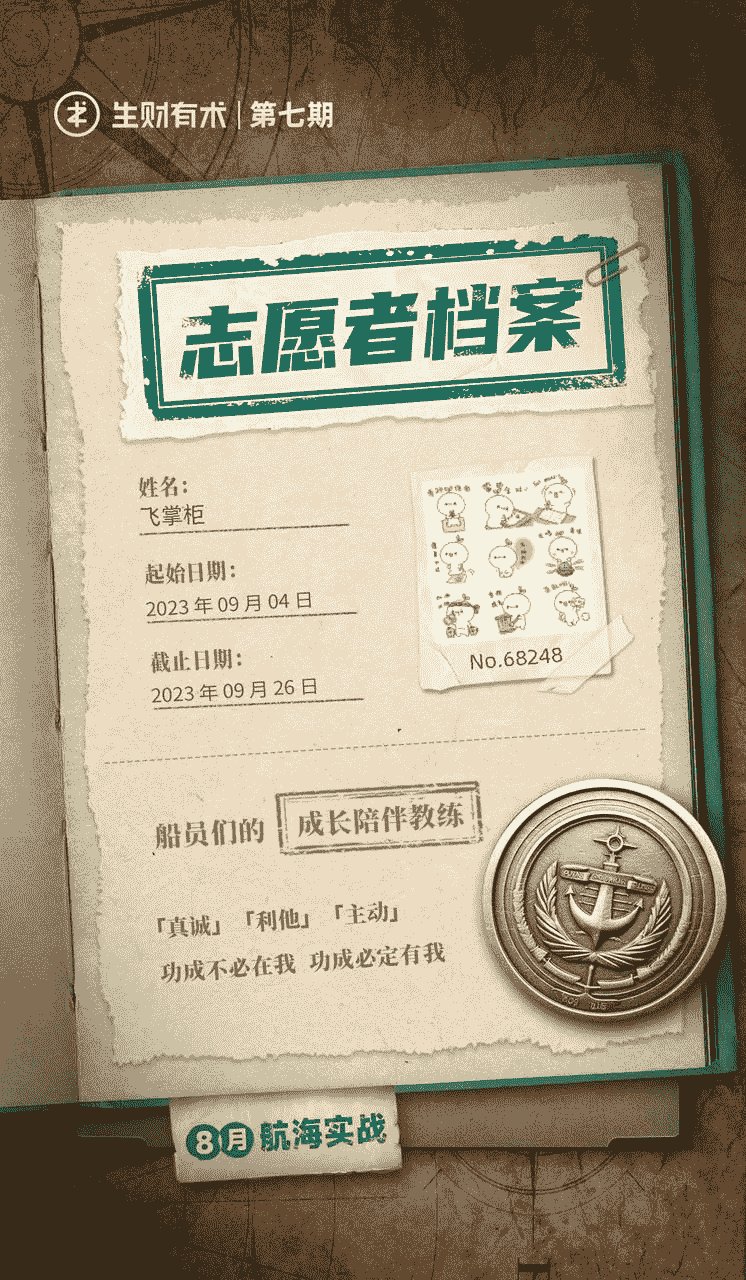 生财有术 | 第七期
志愿者档案
姓名：
飞掌柜
起始日期：
2023 年 09 月 04 日
截止日期：
2023 年 09 月 26 日
No.68248
船员们的 成长陪伴教练
「真诚」「利他」「主动」
功成不必在我 功成必定有我
8月 航海实战